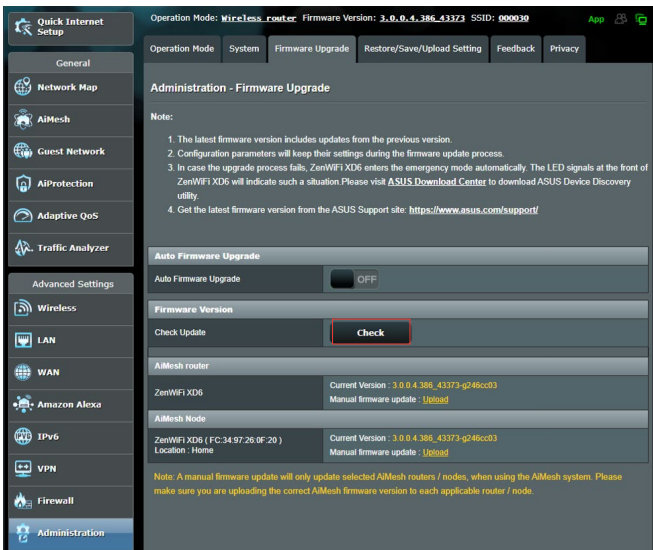 Quick Internet
Setup
Operation Mode: Wireless router Firmware Version: 3.0.0.4.386_43373 SSID: 000030
App
Operation Mode
System
Firmware Upgrade
Restore/Save/Upload Setting
Feedback
Privacy
General
Network Map
AiMesh
Guest Network
AiProtection
Adaptive QoS
Traffic Analyzer
Advanced Settings
Wireless
LAN
WAN
Amazon Alexa
IPv6
VPN
Firewall
Administration
Administration - Firmware Upgrade
Note:
1. The latest firmware version includes updates from the previous version.
2. Configuration parameters will keep their settings during the firmware update process.
3. In case the upgrade process fails, ZenWiFi XD6 enters the emergency mode automatically. The LED signals at the front of
ZenWiFi XD6 will indicate such a situation.Please visit ASUS Download Center to download ASUS Device Discovery
utility.
4. Get the latest firmware version from the ASUS Support site: https://www.asus.com/support/
Auto Firmware Upgrade
Auto Firmware Upgrade
OFF
Firmware Version
Check Update
Check
AiMesh router
ZenWiFi XD6
Current Version : 3.0.0.4.386_43373-g246cc03
Manual firmware update : Upload
AiMesh Node
ZenWiFi XD6 ( FC:34:97:26:0F:20 )
Location : Home
Current Version : 3.0.0.4.386_43373-g246cc03
Manual firmware update : Upload
Note: A manual firmware update will only update selected AiMesh routers / nodes, when using the AiMesh system. Please
make sure you are uploading the correct AiMesh firmware version to each applicable router / node.